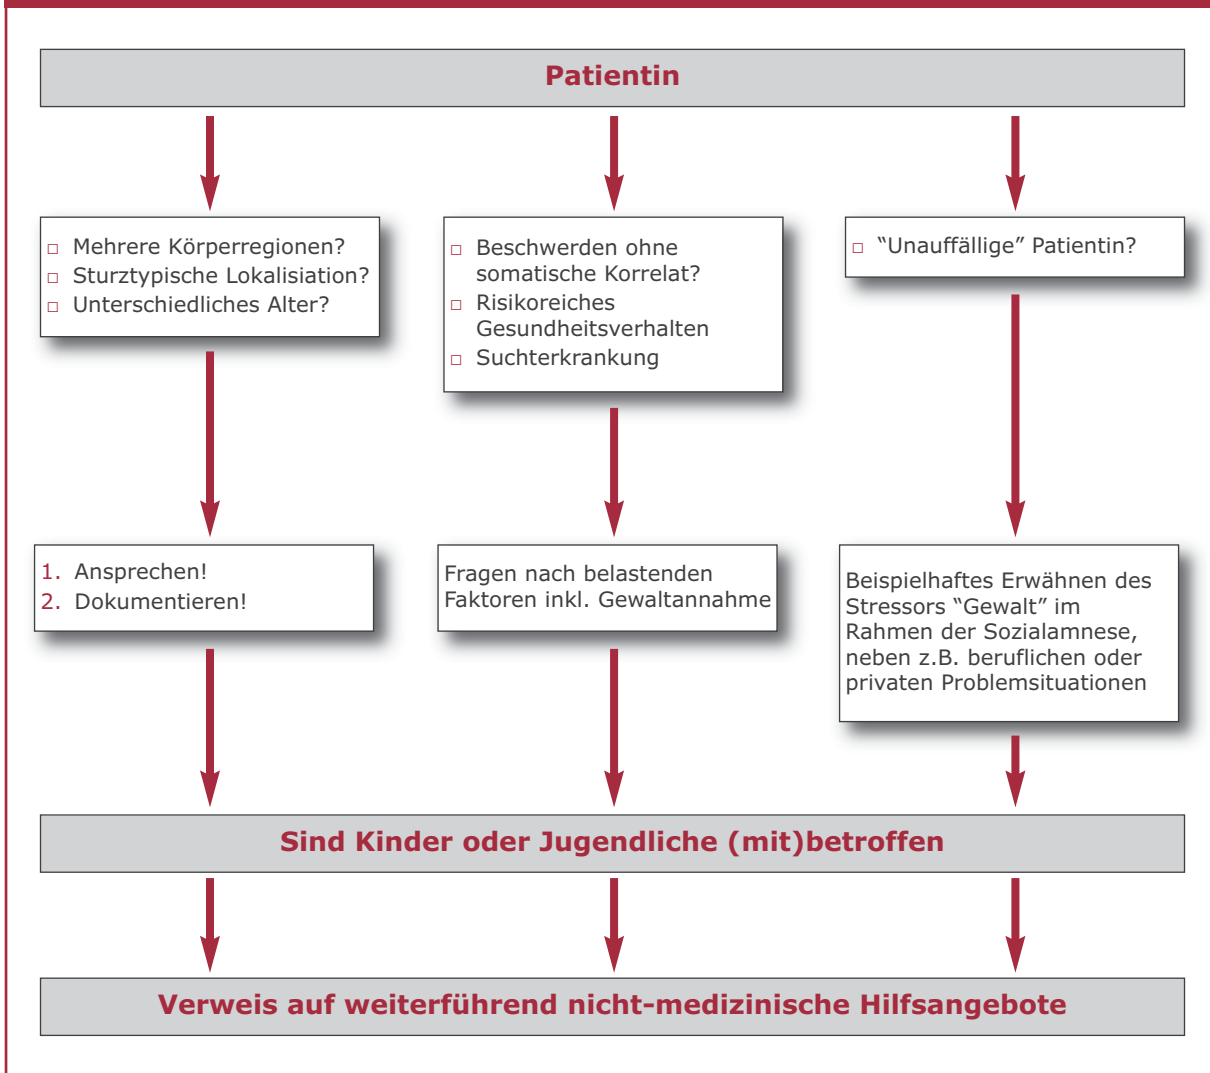 Patientin
□ Mehrere Körperregionen?
□ Sturztypische Lokalisiation?
□ Unterschiedliches Alter?
□ Beschwerden ohne
somatische Korrelat?
□ Risikoreiches
Gesundheitsverhalten
□ Suchterkrankung
□ “Unauffällige” Patientin?
1. Ansprechen!
2. Dokumentieren!
Fragen nach belastenden
Faktoren inkl. Gewaltannahme
Beispielhaftes Erwähnen des
Stressors “Gewalt” im
Rahmen der Sozialamnese,
neben z.B. beruflichen oder
privaten Problemsituationen
Sind Kinder oder Jugendliche (mit)betroffen
Verweis auf weiterführend nicht-medizinische Hilfsangebote